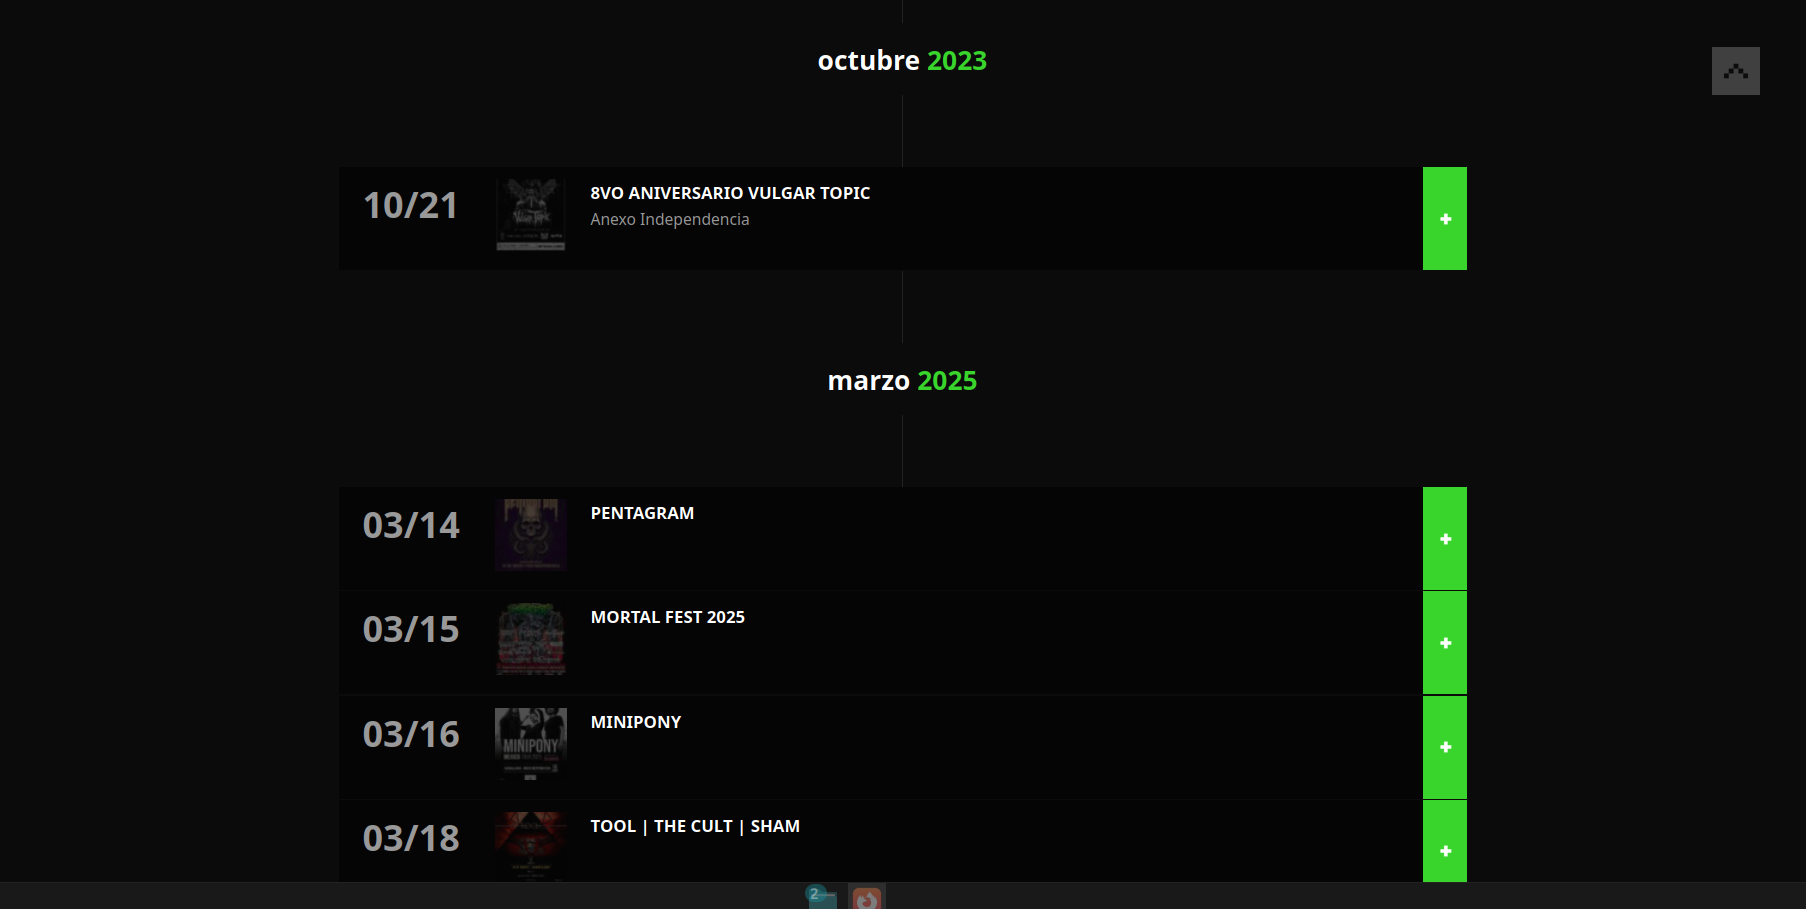 octubre 2023
10/21
8VO ANIVERSARIO VULGAR TOPIC
Anexo Independencia
+
marzo 2025
03/14
PENTAGRAM
+
03/15
MORTAL FEST 2025
+
03/16
MINIPONY
MINIPONY
+
03/18
TOOL | THE CULT | SHAM
+
2